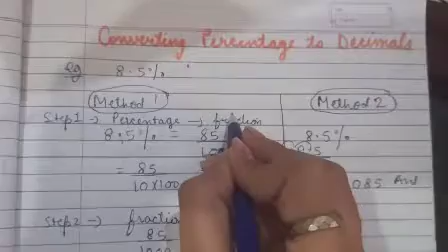 Converting Percentage to Decimals
Eg 8.5%
Method 1
Method 2
Step 1 → Percentage → fraction
8.5% = 85
= 85
10×100
8.5%
085 Ans
Step 2 → fraction
85
1000